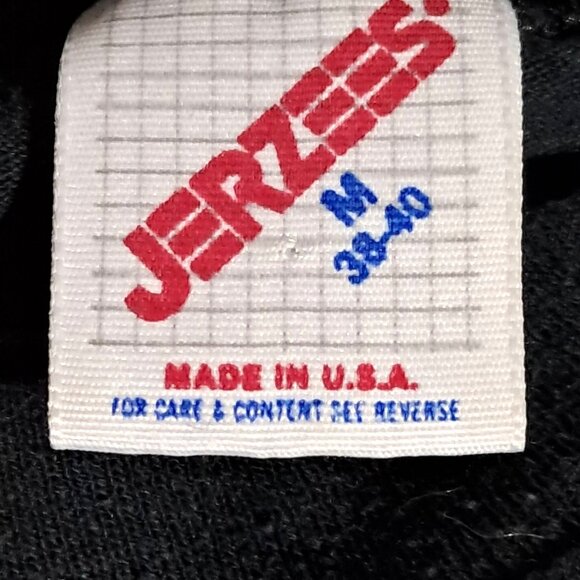 JERZEES
M
38-40
MADE IN U.S.A.
FOR CARE & CONTENT SEE REVERSE